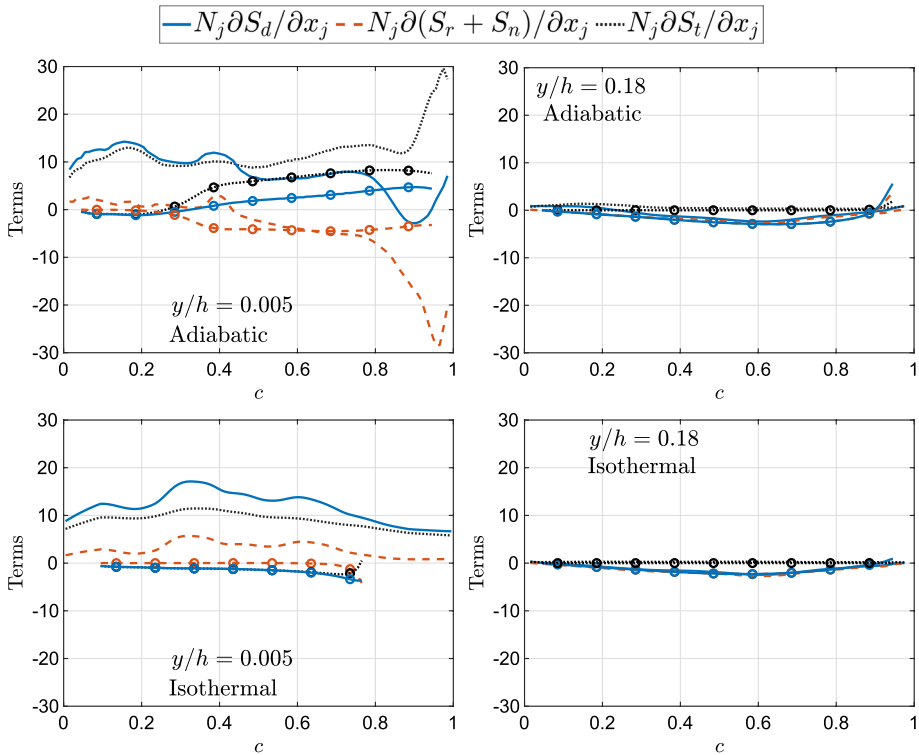 N_j∂S_d/∂x_j N_j∂(S_r + S_n)/∂x_j N_j∂S_t/∂x_j
30
20
10
0
-10
-20
-30
Terms
y/h = 0.005
Adiabatic
0 0.2 0.4 0.6 0.8 1
c
30
20
10
0
-10
-20
-30
Terms
y/h = 0.18
Adiabatic
0 0.2 0.4 0.6 0.8 1
c
30
20
10
0
-10
-20
-30
Terms
y/h = 0.005
Isothermal
0 0.2 0.4 0.6 0.8 1
c
30
20
10
0
-10
-20
-30
Terms
y/h = 0.18
Isothermal
0 0.2 0.4 0.6 0.8 1
c